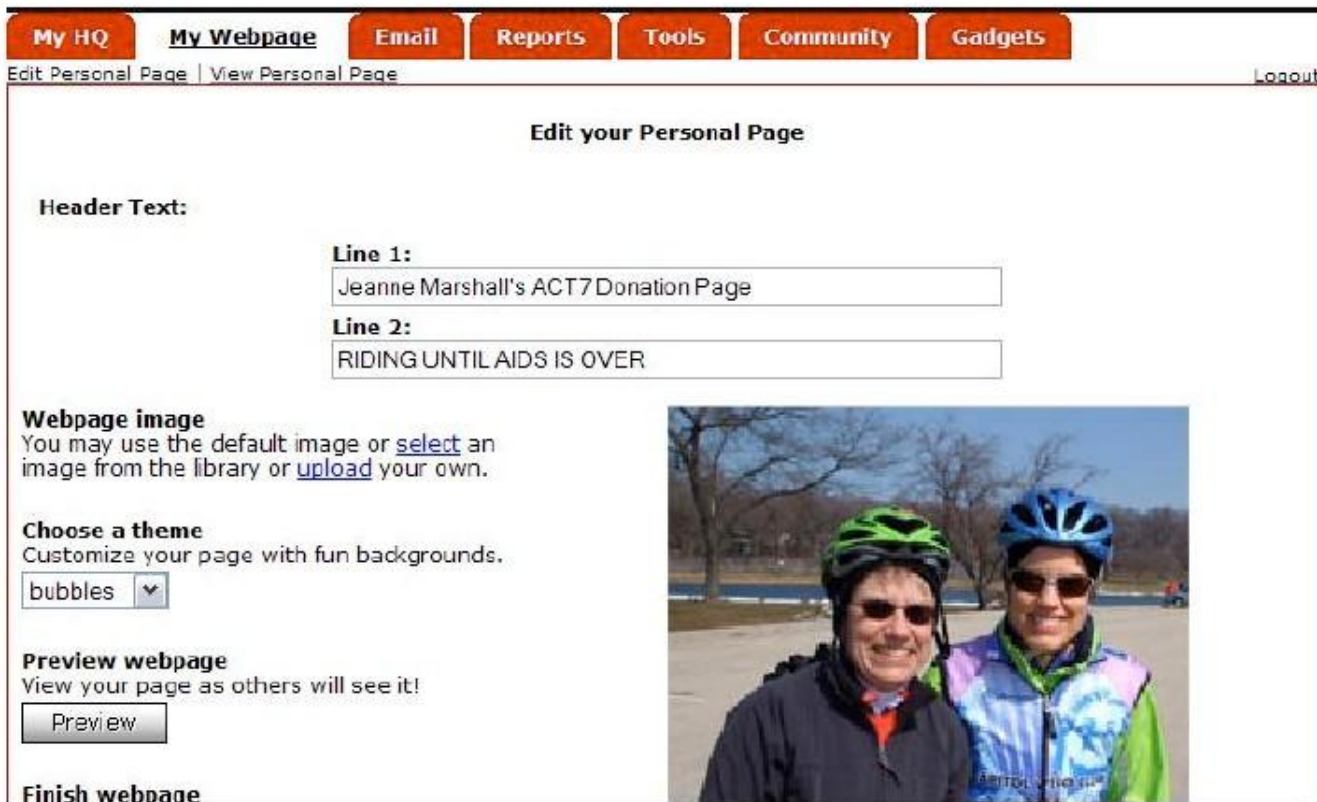 My HQ My Webpage Email Reports Tools Community Gadgets
Edit Personal Page | View Personal Page Logout
Edit your Personal Page
Header Text:
Line 1:
Jeanne Marshall's ACT7 Donation Page
Line 2:
RIDING UNTIL AIDS IS OVER
Webpage image
You may use the default image or select an
image from the library or upload your own.
Choose a theme
Customize your page with fun backgrounds.
bubbles
Preview webpage
View your page as others will see it!
Preview
Finish webpage